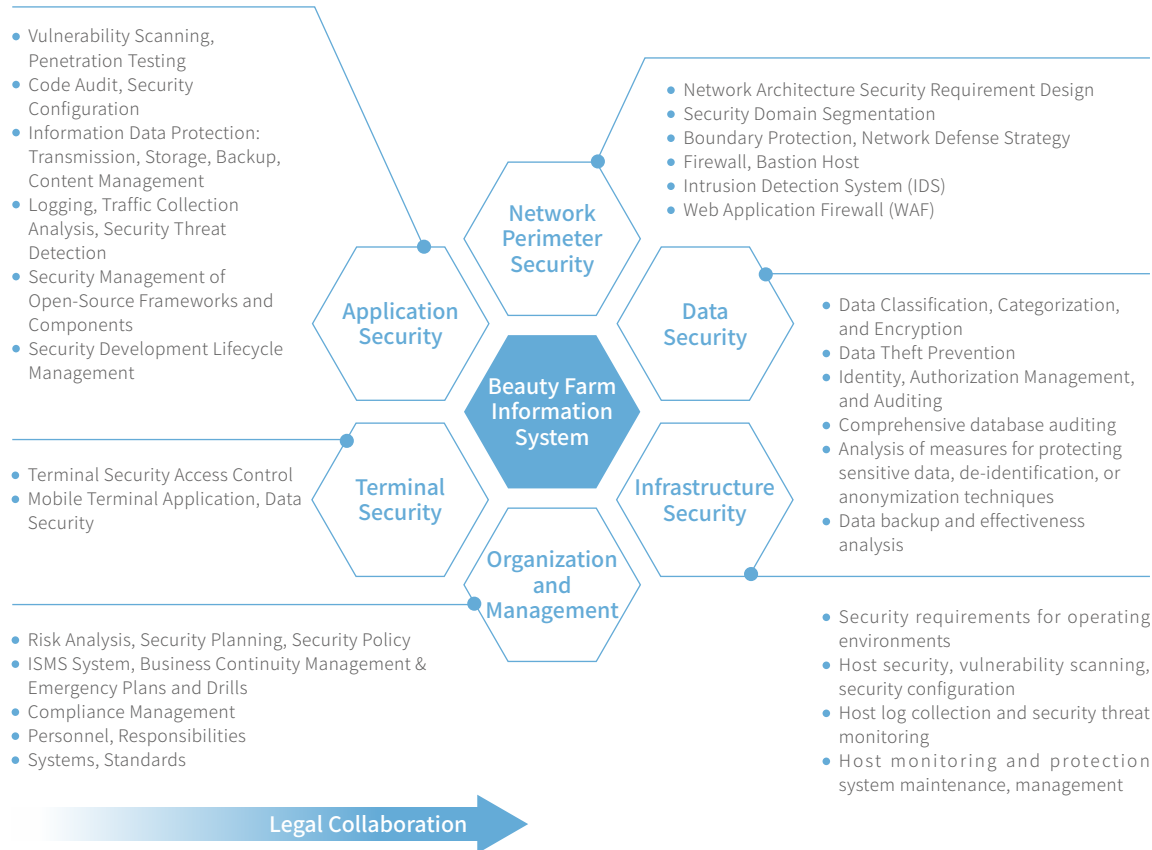 Vulnerability Scanning,
Penetration Testing
Code Audit, Security
Configuration
Information Data Protection:
Transmission, Storage, Backup,
Content Management
Logging, Traffic Collection
Analysis, Security Threat
Detection
Security Management of
Open-Source Frameworks and
Components
Security Development Lifecycle
Management
Network Architecture Security Requirement Design
Security Domain Segmentation
Boundary Protection, Network Defense Strategy
Firewall, Bastion Host
Intrusion Detection System (IDS)
Web Application Firewall (WAF)
Network
Perimeter
Security
Application
Security
Data
Security
Beauty Farm
Information
System
Terminal
Security
Infrastructure
Security
Organization
and
Management
Data Classification, Categorization,
and Encryption
Data Theft Prevention
Identity, Authorization Management,
and Auditing
Comprehensive database auditing
Analysis of measures for protecting
sensitive data, de-identification, or
anonymization techniques
Data backup and effectiveness
analysis
Terminal Security Access Control
Mobile Terminal Application, Data
Security
Risk Analysis, Security Planning, Security Policy
ISMS System, Business Continuity Management &
Emergency Plans and Drills
Compliance Management
Personnel, Responsibilities
Systems, Standards
Security requirements for operating
environments
Host security, vulnerability scanning,
security configuration
Host log collection and security threat
monitoring
Host monitoring and protection
system maintenance, management
Legal Collaboration